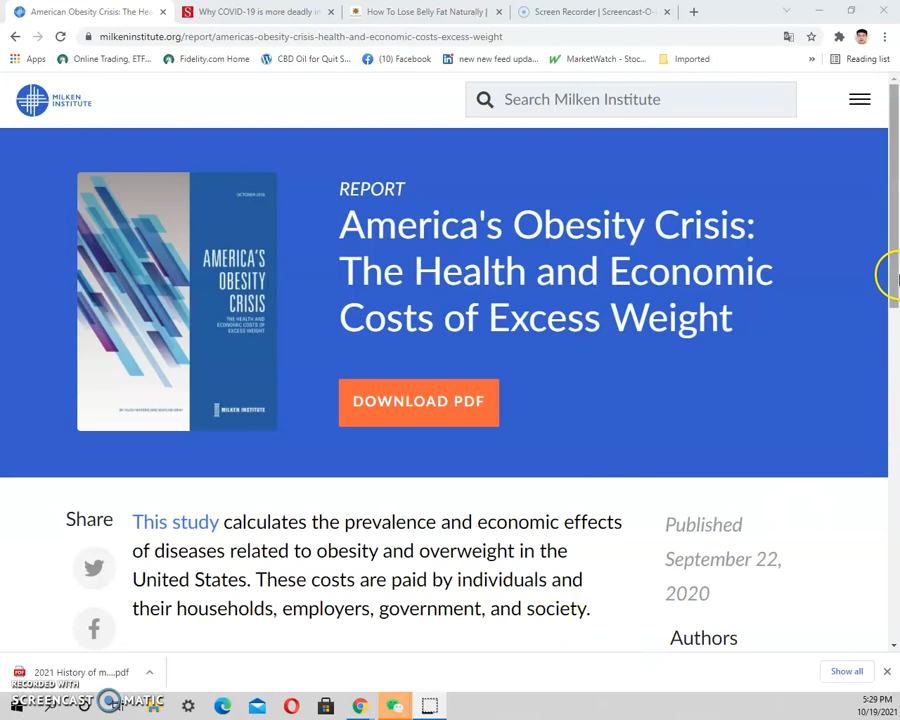 American Obesity Crisis: The Hea
Why COVID-19 is more deadly in
How To Lose Belly Fat Naturally |
Screen Recorder | Screencast-O-
milkeninstitute.org/report/americas-obesity-crisis-health-and-economic-costs-excess-weight
Apps
Online Trading, ETF...
Fidelity.com Home
CBD Oil for Quit S...
(10) Facebook
new new feed upda...
MarketWatch - Stoc...
Imported
»
Reading list
MILKEN
INSTITUTE
Search Milken Institute
OCTOBER 2018
AMERICA'S
OBESITY
CRISIS
THE HEALTH AND
ECONOMIC COSTS OF
EXCESS WEIGHT
MILKEN INSTITUTE
REPORT
America's Obesity Crisis:
The Health and Economic
Costs of Excess Weight
DOWNLOAD PDF
Share
This study calculates the prevalence and economic effects
of diseases related to obesity and overweight in the
United States. These costs are paid by individuals and
their households, employers, government, and society.
Published
September 22,
2020
Authors
2021 History of m....pdf
Show all
RECORDED WITH
SCREENCAST MATIC
5:29 PM
10/19/2021